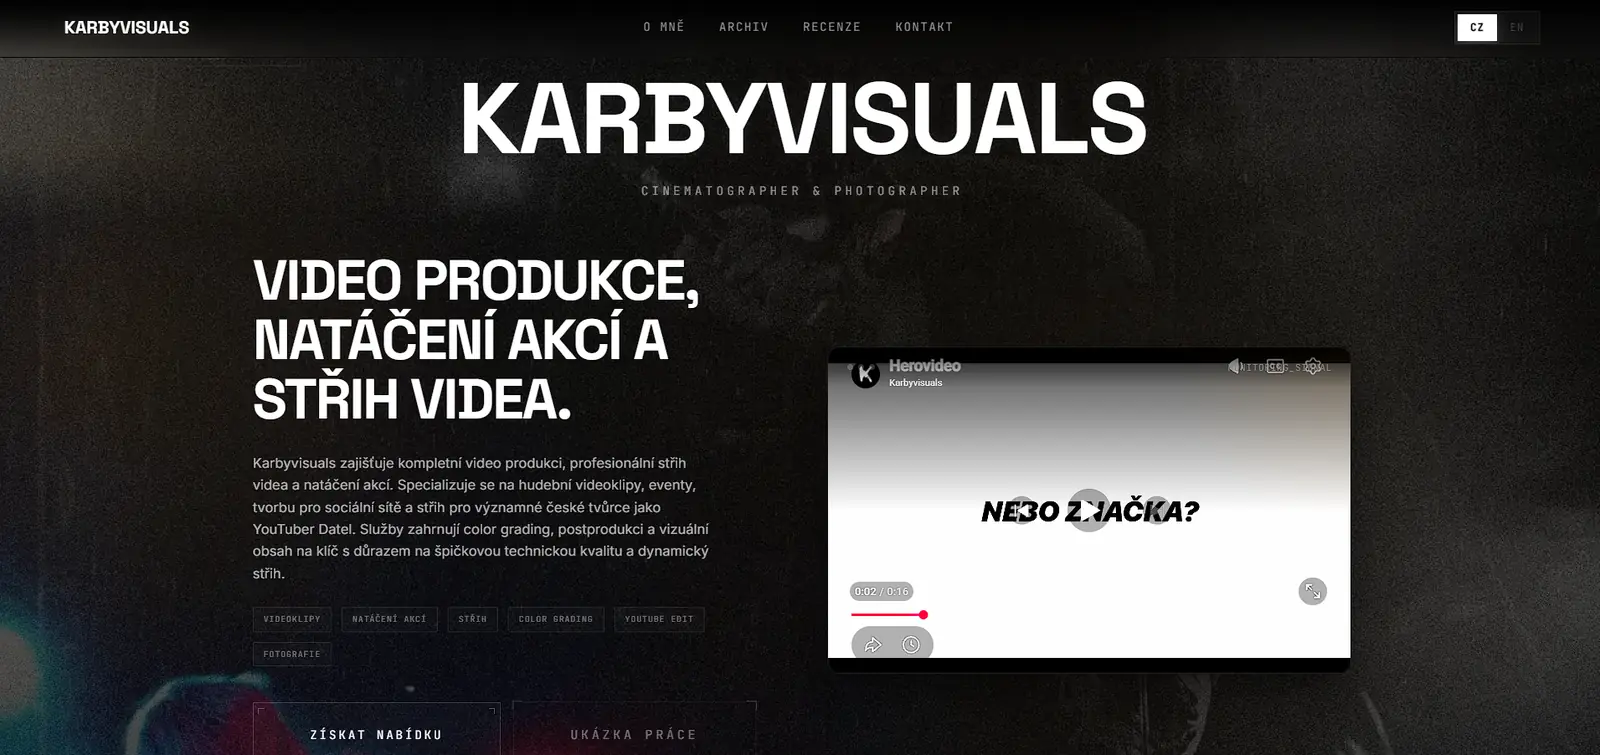 KARBYVISUALS
O MNĚ
ARCHIV
RECENZE
KONTAKT
CZ
EN
KARBYVISUALS
CINEMATOGRAPHER & PHOTOGRAPHER
VIDEO PRODUKCE,
NATÁČENÍ AKCÍ A
STŘIH VIDEA.
Karbyvisuals zajišťuje kompletní video produkci, profesionální střih
videa a natáčení akcí. Specializuje se na hudební videoklipy, eventy,
tvorbu pro sociální sítě a střih pro významné české tvůrce jako
YouTuber Datel. Služby zahrnují color grading, postprodukci a vizuální
obsah na klíč s důrazem na špičkovou technickou kvalitu a dynamický
střih.
VIDEOKLIPY
NATÁČENÍ AKCÍ
STŘIH
COLOR GRADING
YOUTUBE EDIT
FOTOGRAFIE
ZÍSKAT NABÍDKU
UKÁZKA PRÁCE
Herovideo
Karbyvisuals
NEBO ZNAČKA?
0:02 / 0:16